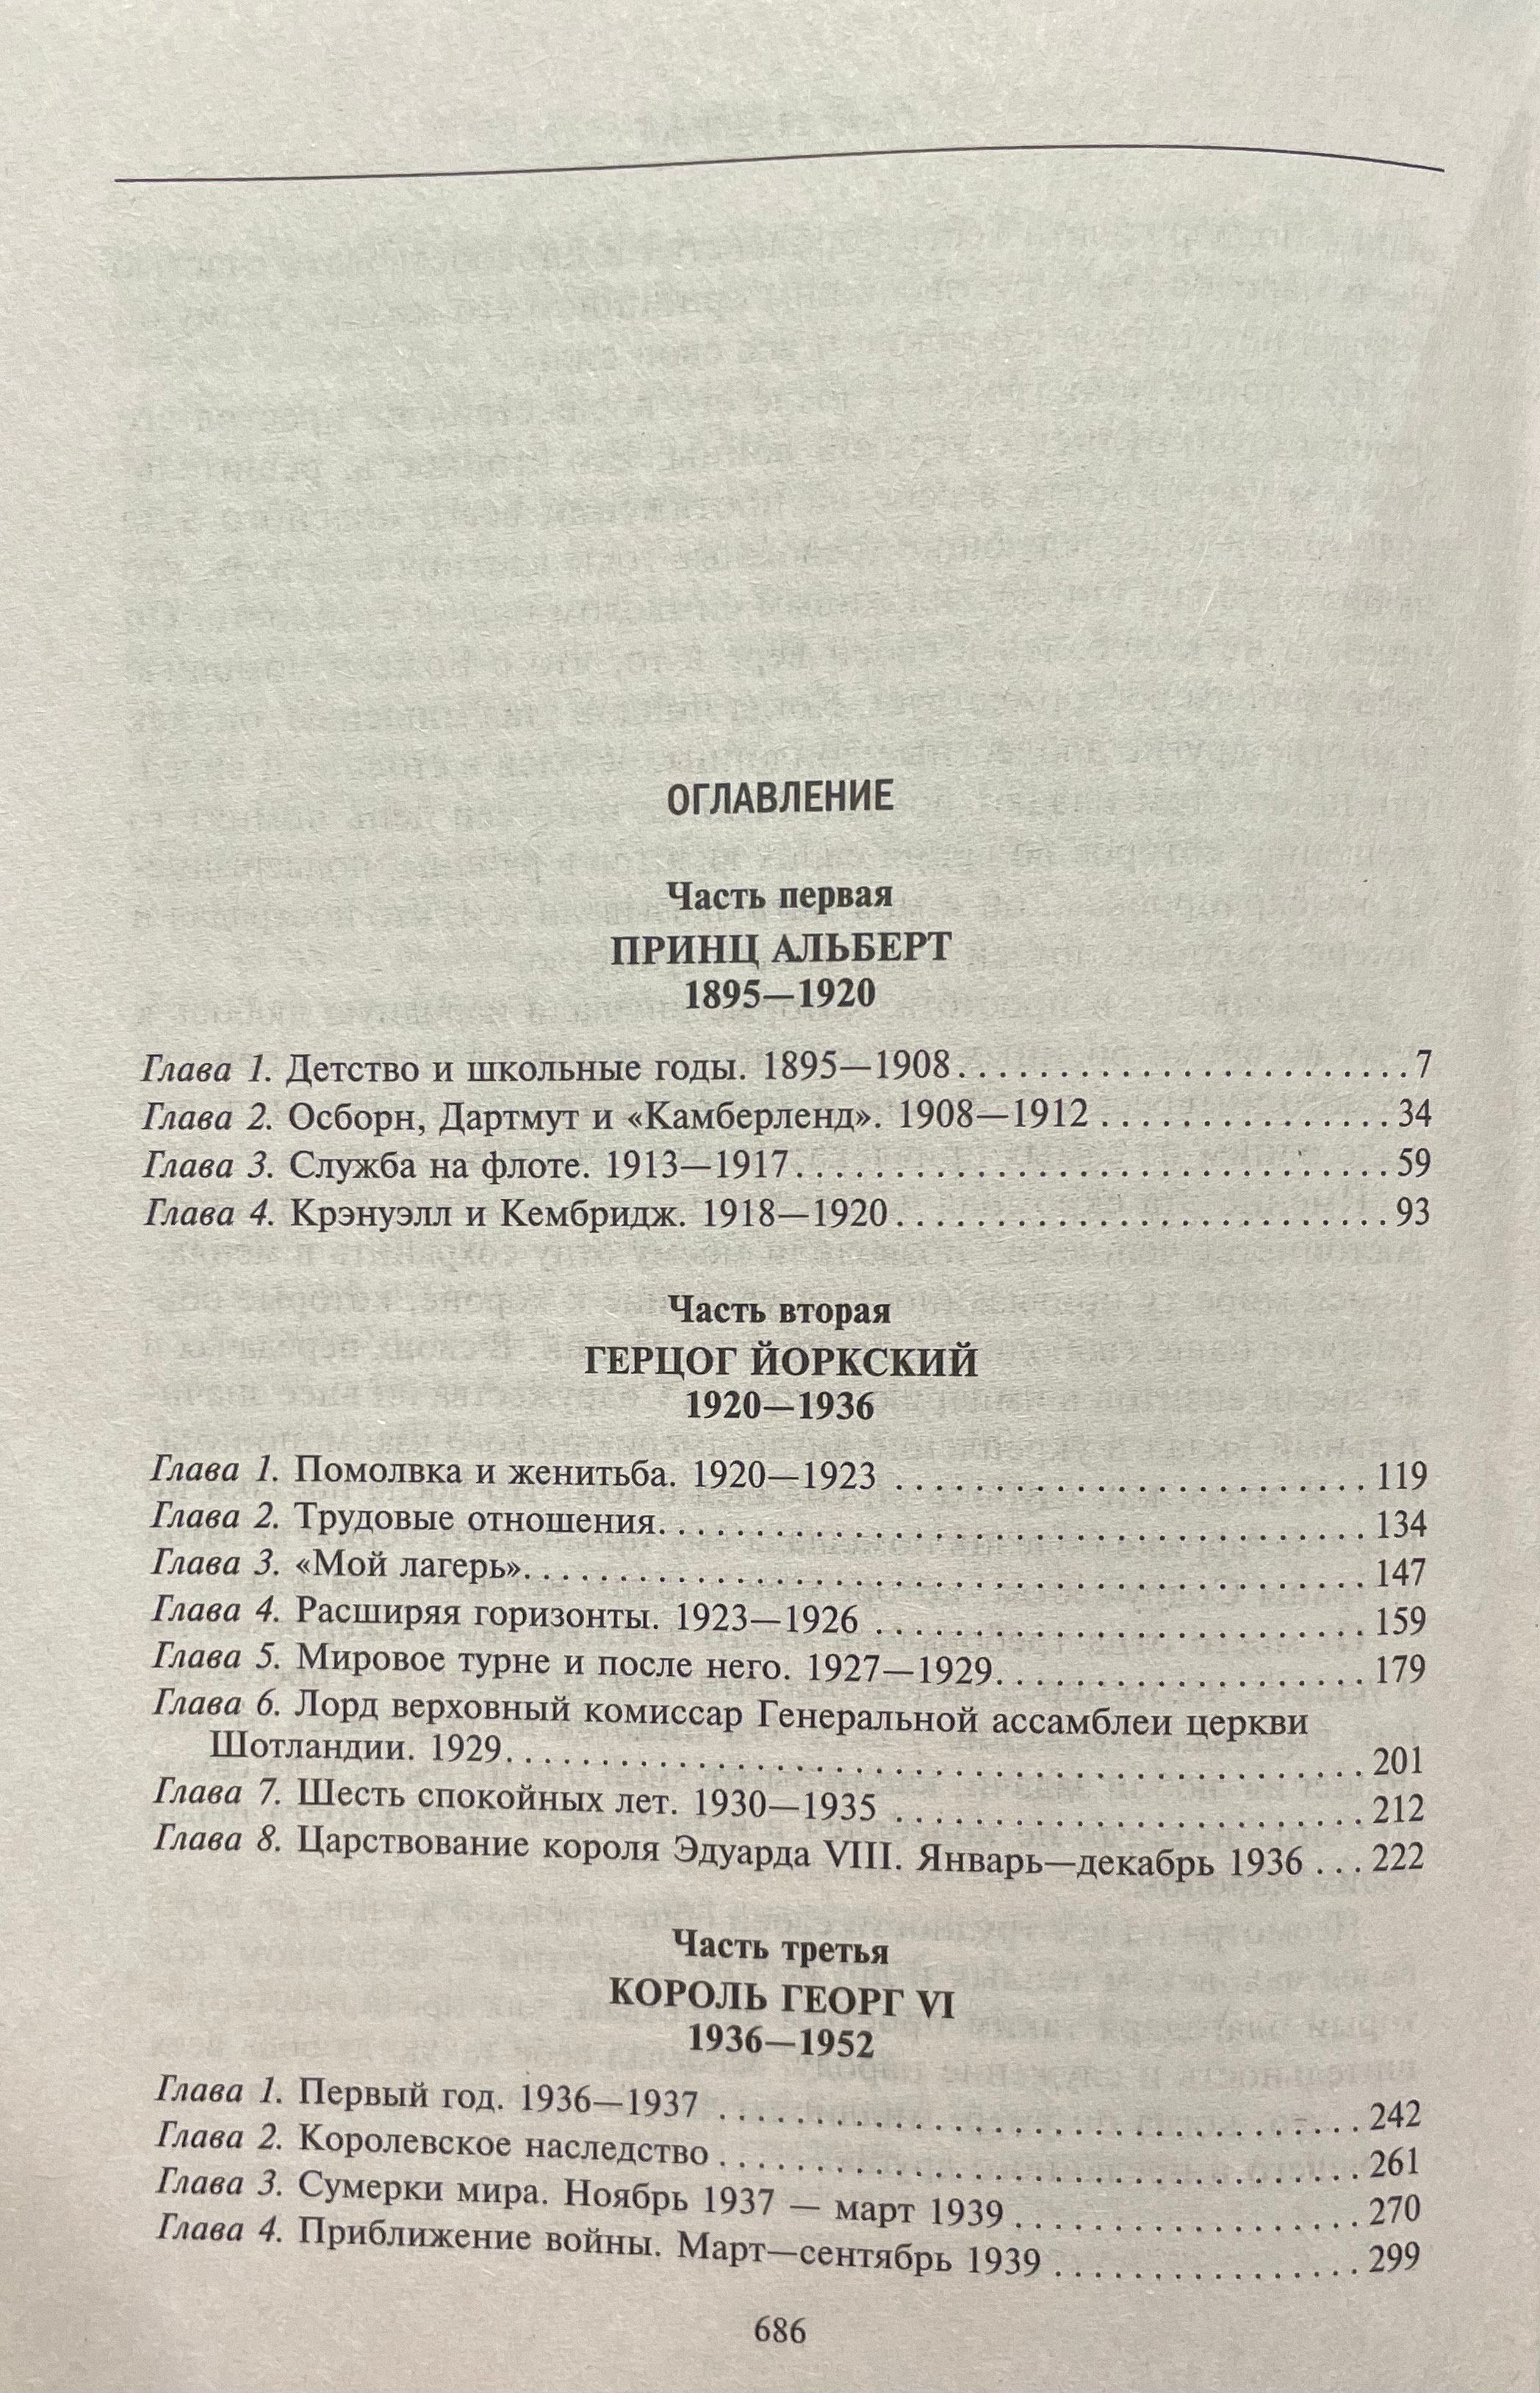 ОГЛАВЛЕНИЕ
Часть первая
ПРИНЦ АЛЬБЕРТ
1895—1920
Глава 1. Детство и школьные годы. 1895—1908. . . . . . . . . . . . . . . . . . . . . . . . . 7
Глава 2. Осборн, Дартмут и «Камберленд». 1908—1912 . . . . . . . . . . . . . . . . 34
Глава 3. Служба на флоте. 1913—1917. . . . . . . . . . . . . . . . . . . . . . . . . . . . . . . . 59
Глава 4. Крэнуэлл и Кембридж. 1918—1920. . . . . . . . . . . . . . . . . . . . . . . . . . . 93
Часть вторая
ГЕРЦОГ ЙОРКСКИЙ
1920—1936
Глава 1. Помолвка и женитьба. 1920—1923 . . . . . . . . . . . . . . . . . . . . . . . . . . 119
Глава 2. Трудовые отношения. . . . . . . . . . . . . . . . . . . . . . . . . . . . . . . . . . . . . . 134
Глава 3. «Мой лагерь». . . . . . . . . . . . . . . . . . . . . . . . . . . . . . . . . . . . . . . . . . . . . 147
Глава 4. Расширяя горизонты. 1923—1926 . . . . . . . . . . . . . . . . . . . . . . . . . . . 159
Глава 5. Мировое турне и после него. 1927—1929. . . . . . . . . . . . . . . . . . . . 179
Глава 6. Лорд верховный комиссар Генеральной ассамблеи церкви
Шотландии. 1929. . . . . . . . . . . . . . . . . . . . . . . . . . . . . . . . . . . . . . . . . . . . . . 201
Глава 7. Шесть спокойных лет. 1930—1935 . . . . . . . . . . . . . . . . . . . . . . . . . . 212
Глава 8. Царствование короля Эдуарда VIII. Январь—декабрь 1936 . . . 222
Часть третья
КОРОЛЬ ГЕОРГ VI
1936—1952
Глава 1. Первый год. 1936—1937 . . . . . . . . . . . . . . . . . . . . . . . . . . . . . . . . . . . 242
Глава 2. Королевское наследство . . . . . . . . . . . . . . . . . . . . . . . . . . . . . . . . . . . 261
Глава 3. Сумерки мира. Ноябрь 1937 — март 1939 . . . . . . . . . . . . . . . . . . . 270
Глава 4. Приближение войны. Март—сентябрь 1939 . . . . . . . . . . . . . . . . . 299
686